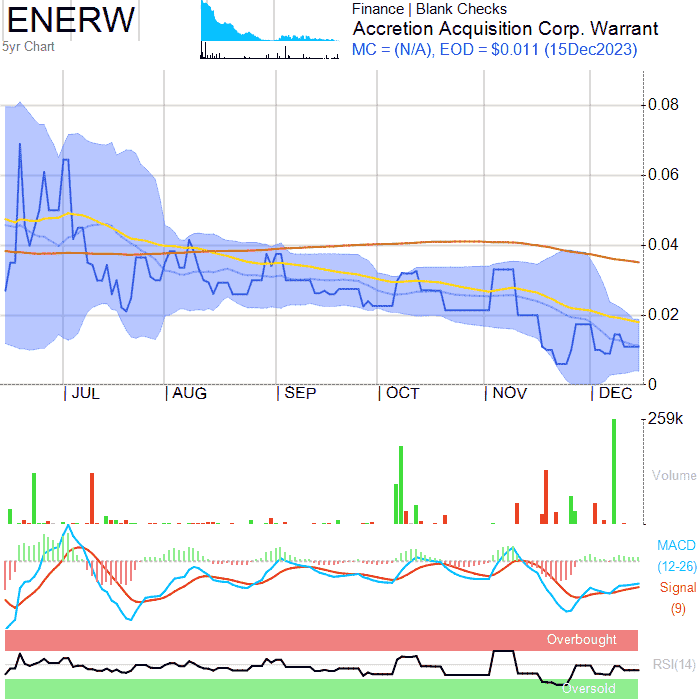 ENERW
5yr Chart
Finance | Blank Checks
Accretion Acquisition Corp. Warrant
MC = (N/A), EOD = $0.011 (15Dec2023)
0.08
0.06
0.04
0.02
0
JUL AUG SEP OCT NOV DEC
259k
Volume
MACD
(12-26)
Signal
(9)
Overbought
RSI(14)
Oversold